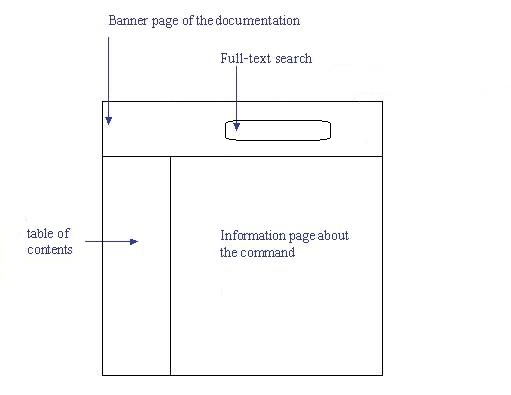 Banner page of the documentation
Full-text search
table of
contents
Information page about
the command